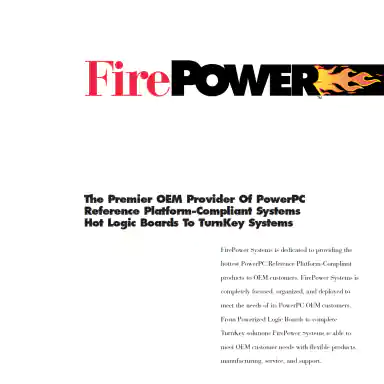 FirePOWER
The Premier OEM Provider Of PowerPC
Reference Platform-Compliant Systems
Hot Logic Boards To TurnKey Systems
FirePower Systems is dedicated to providing the
hottest PowerPC Reference Platform-Compliant
products to OEM customers. FirePower Systems is
completely focused, organized, and deployed to
meet the needs of its PowerPC OEM customers.
From Powerized Logic Boards to complete
TurnKey solutions FirePower Systems is able to
meet OEM customer needs with flexible products,
manufacturing, service, and support.